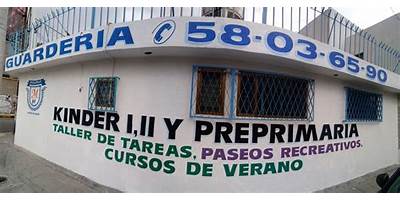 GUARDERIA 58-03-65-90
KINDER I,II Y PREPRIMARIA
TALLER DE TAREAS, PASEOS RECREATIVOS.
CURSOS DE VERANO